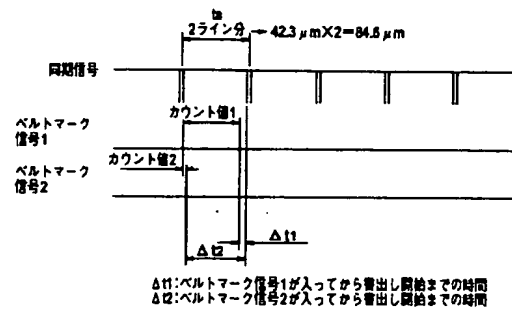 ta
2ライン分 → 42.3μm×2=84.6μm
同期信号
カウント値1
ベルトマーク
信号1
カウント値2
ベルトマーク
信号2
Δt1
Δt2
Δt1:ベルトマーク信号1が入ってから書出し開始までの時間
Δt2:ベルトマーク信号2が入ってから書出し開始までの時間